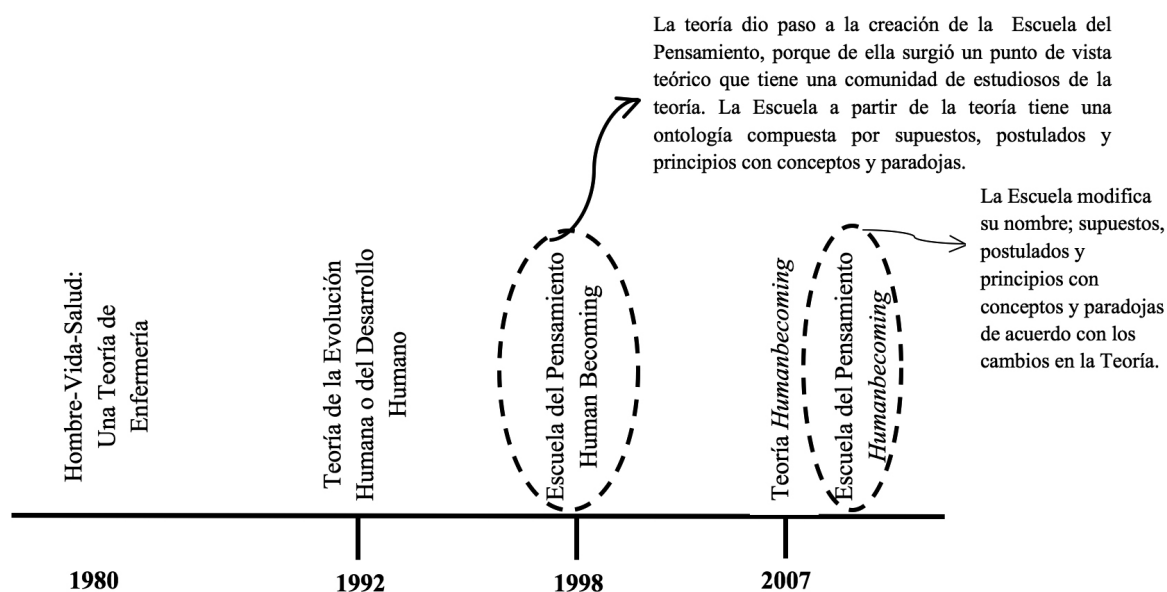 La teoría dio paso a la creación de la Escuela del
Pensamiento, porque de ella surgió un punto de vista
teórico que tiene una comunidad de estudiosos de la
teoría. La Escuela a partir de la teoría tiene una
ontología compuesta por supuestos, postulados y
principios con conceptos y paradojas.
La Escuela modifica
su nombre; supuestos,
postulados y
principios con
conceptos y paradojas
de acuerdo con los
cambios en la Teoría.
Hombre-Vida-Salud:
Una Teoría de
Enfermería
Teoría de la Evolución
Humana o del Desarrollo
Humano
Escuela del Pensamiento
Human Becoming
Teoría Humanbecoming
Escuela del Pensamiento
Humanbecoming
1980
1992
1998
2007